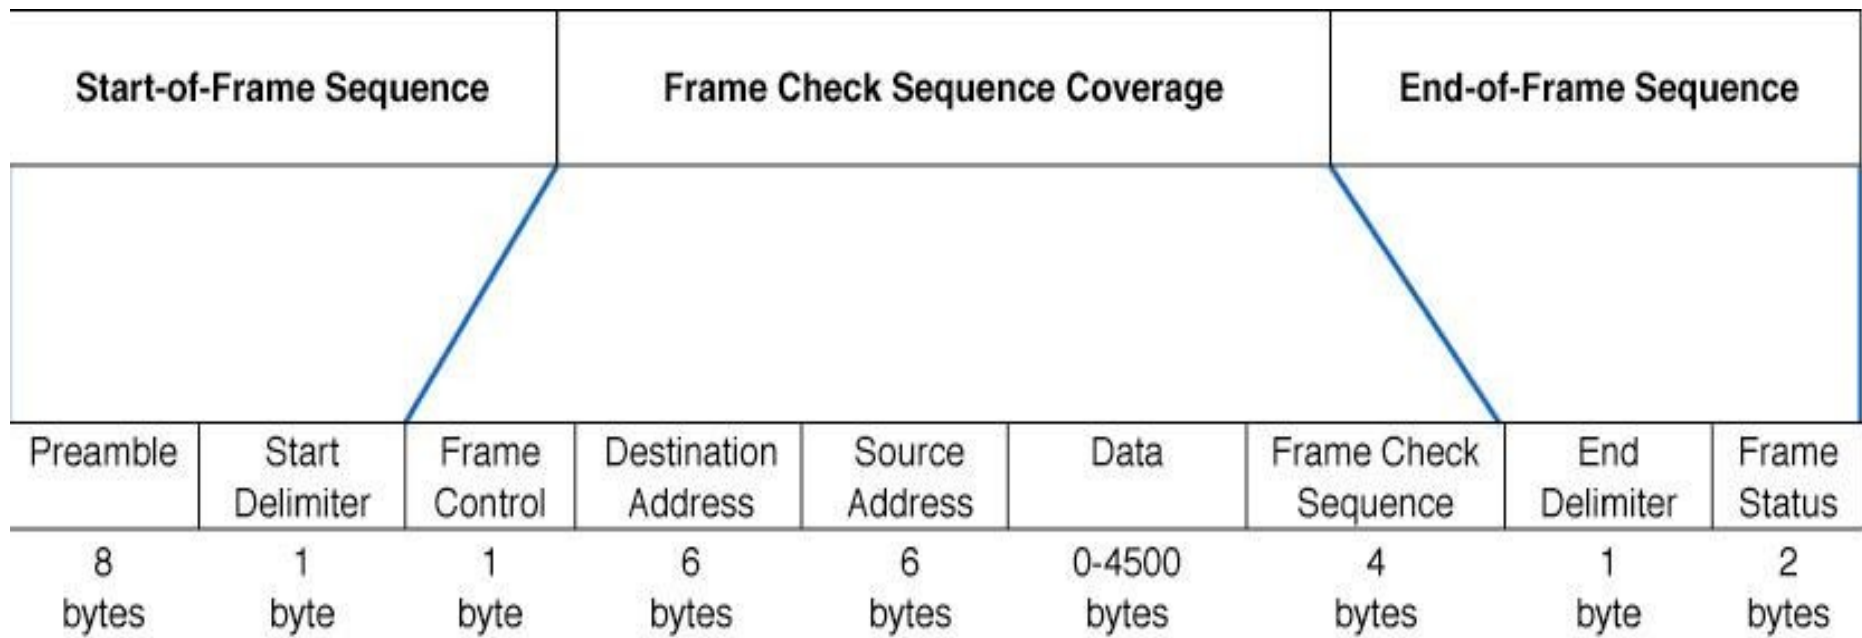 Start-of-Frame Sequence Frame Check Sequence Coverage End-of-Frame Sequence
Preamble Start Frame Destination Source Data Frame Check End Frame
Delimiter Control Address Address Sequence Delimiter Status
8 1 1 6 6 0-4500 4 1 2
bytes byte byte bytes bytes bytes bytes byte bytes